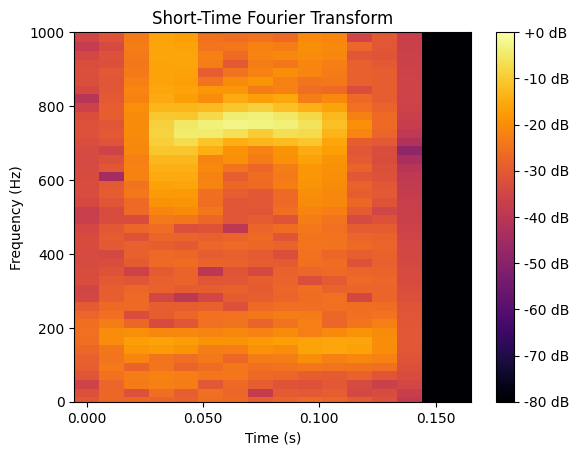 Short-Time Fourier Transform
Frequency (Hz)
1000
800
600
400
200
0
0.000 0.050 0.100 0.150
Time (s)
+0 dB
-10 dB
-20 dB
-30 dB
-40 dB
-50 dB
-60 dB
-70 dB
-80 dB